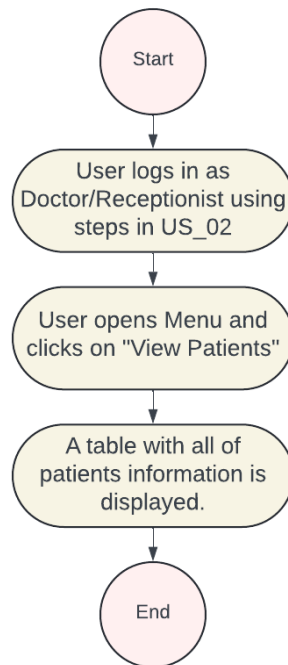 Start
User logs in as
Doctor/Receptionist using
steps in US_02
User opens Menu and
clicks on "View Patients"
A table with all of
patients information is
displayed.
End